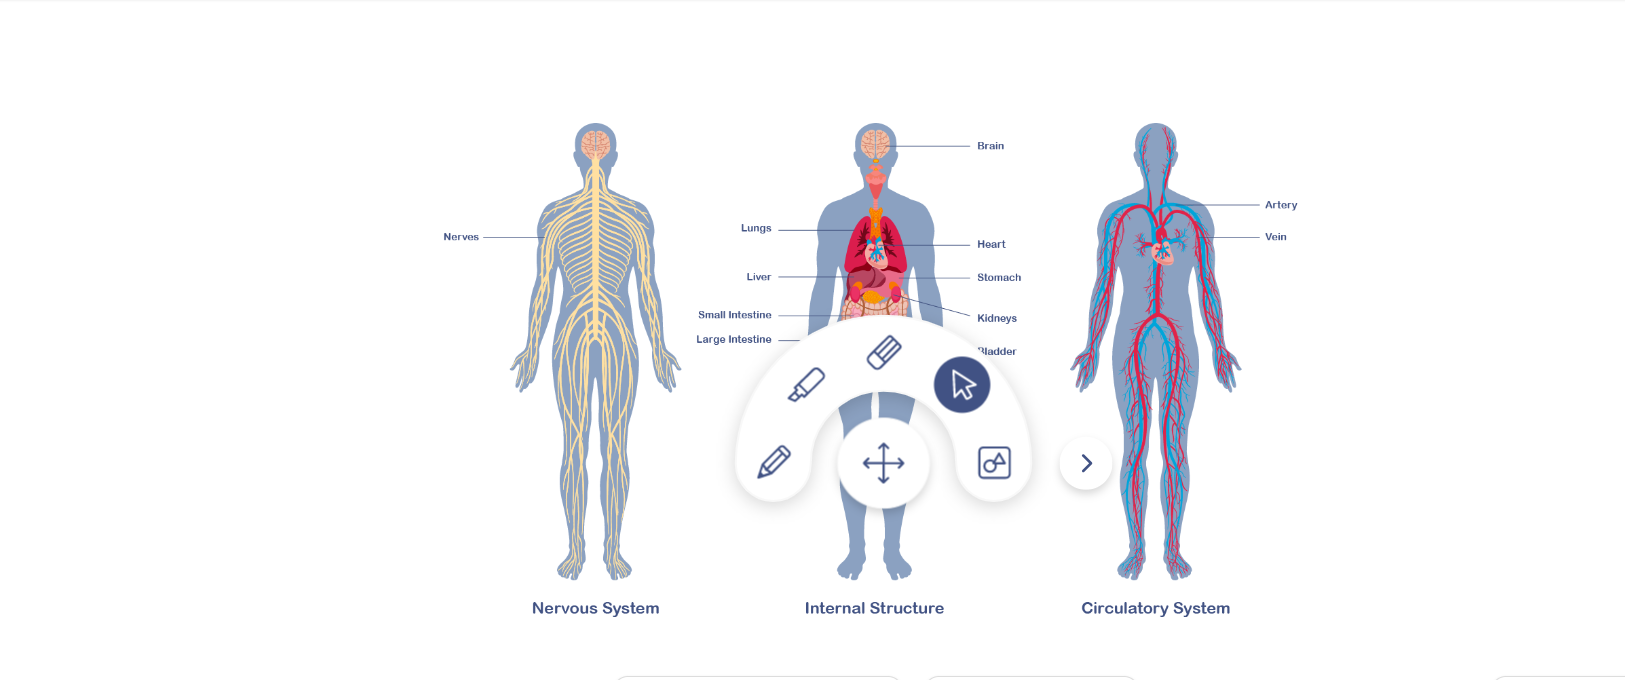 Brain
Lungs
Heart
Liver
Stomach
Small Intestine
Kidneys
Large Intestine
Bladder
Nerves
Artery
Vein
Nervous System
Internal Structure
Circulatory System